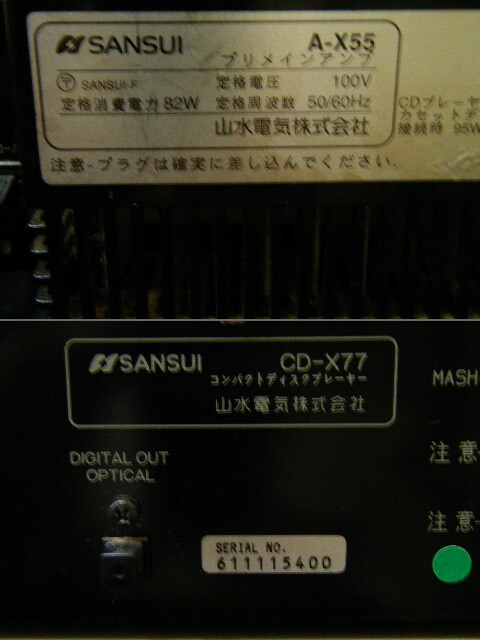 SANSUI A-X55
プリメインアンプ
〒 SANSUI-F 定格電圧 100V
定格消費電力 82W 定格周波数 50/60Hz
山水電気株式会社
CDプレーヤ
カセットデ
接続時 95W
注意-プラグは確実に差し込んでください.
SANSUI CD-X77
コンパクトディスクプレーヤー
山水電気株式会社
MASH
DIGITAL OUT
OPTICAL
注意-
注意-
SERIAL NO.
611115400